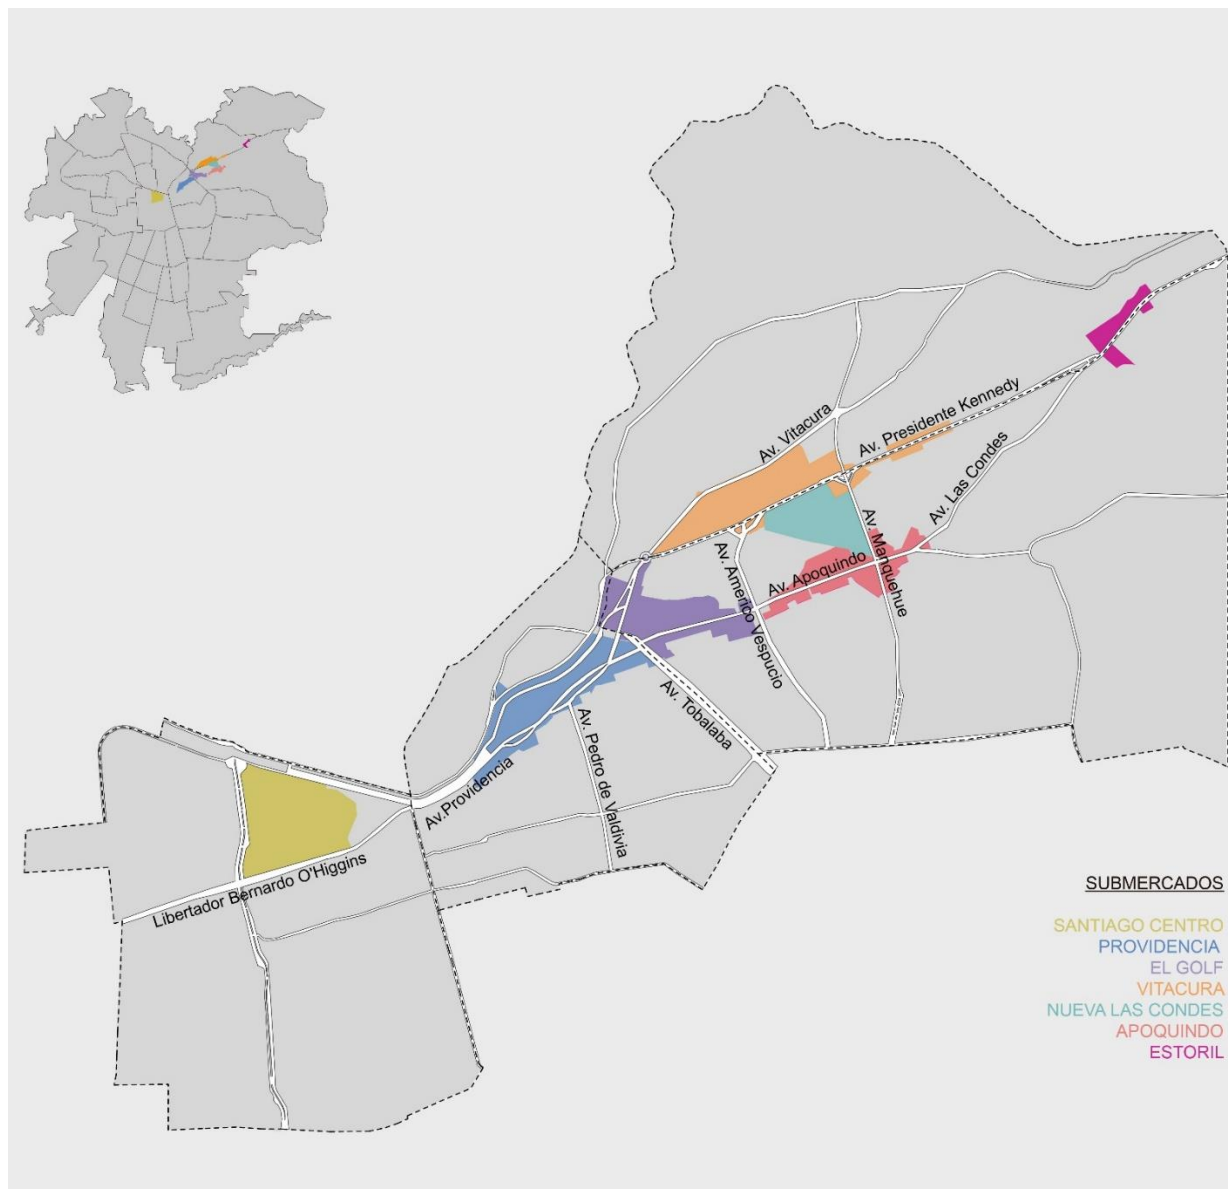 Av. Vitacura
Av. Presidente Kennedy
Av. Las Condes
Av. Manquehue
Av. Americo Vespucio
Av. Apoquindo
Av. Tobalaba
Av. Pedro de Valdivia
Av.Providencia
Libertador Bernardo O'Higgins
SUBMERCADOS
SANTIAGO CENTRO
PROVIDENCIA
EL GOLF
VITACURA
NUEVA LAS CONDES
APOQUINDO
ESTORIL